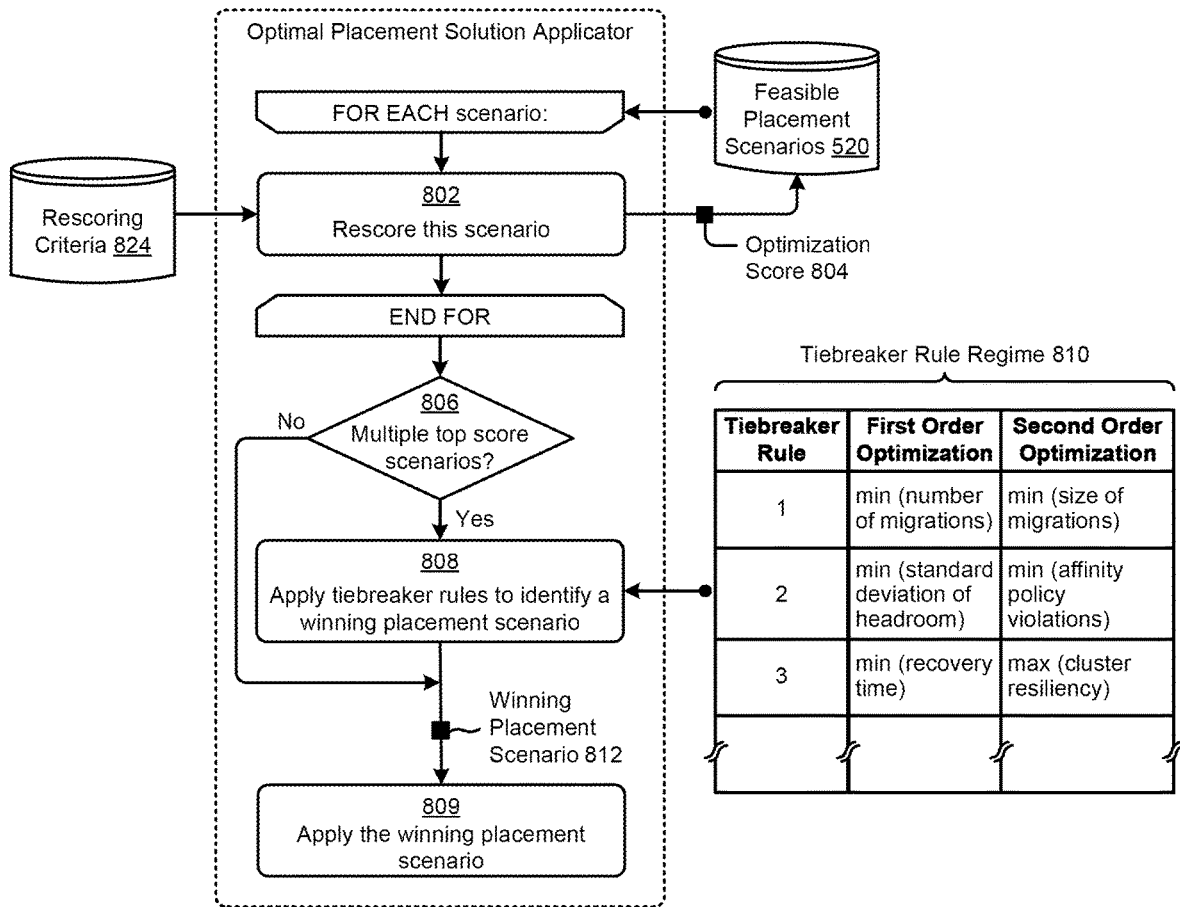 Optimal Placement Solution Applicator
FOR EACH scenario:
Feasible
Placement
Scenarios 520
802
Rescore this scenario
Rescoring
Criteria 824
Optimization
Score 804
END FOR
Tiebreaker Rule Regime 810
806
Multiple top score
scenarios?
No
Yes
Tiebreaker
Rule
First Order
Optimization
Second Order
Optimization
1
min (number
of migrations)
min (size of
migrations)
2
min (standard
deviation of
headroom)
min (affinity
policy
violations)
3
min (recovery
time)
max (cluster
resiliency)
808
Apply tiebreaker rules to identify a
winning placement scenario
Winning
Placement
Scenario 812
809
Apply the winning placement
scenario